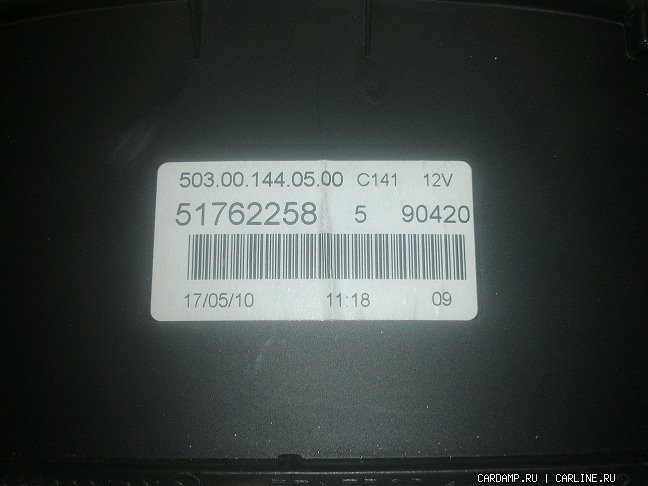 503.00.144.05.00 C141 12V
51762258 5 90420
17/05/10 11:18 09
CARDAMP.RU | CARLINE.RU